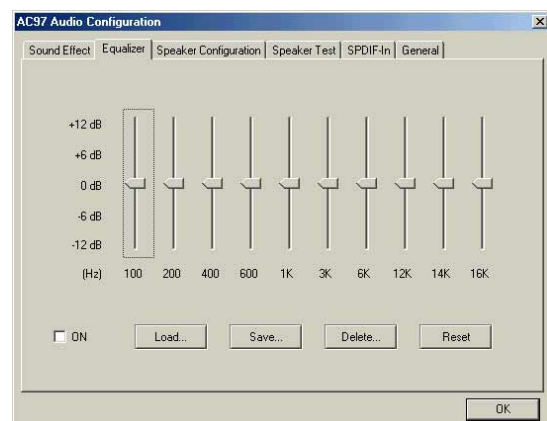 AC97 Audio Configuration
Sound Effect Equalizer Speaker Configuration Speaker Test SPDIF-In General
+12 dB
+6 dB
0 dB
-6 dB
-12 dB
(Hz) 100 200 400 600 1K 3K 6K 12K 14K 16K
ON Load... Save... Delete... Reset
OK